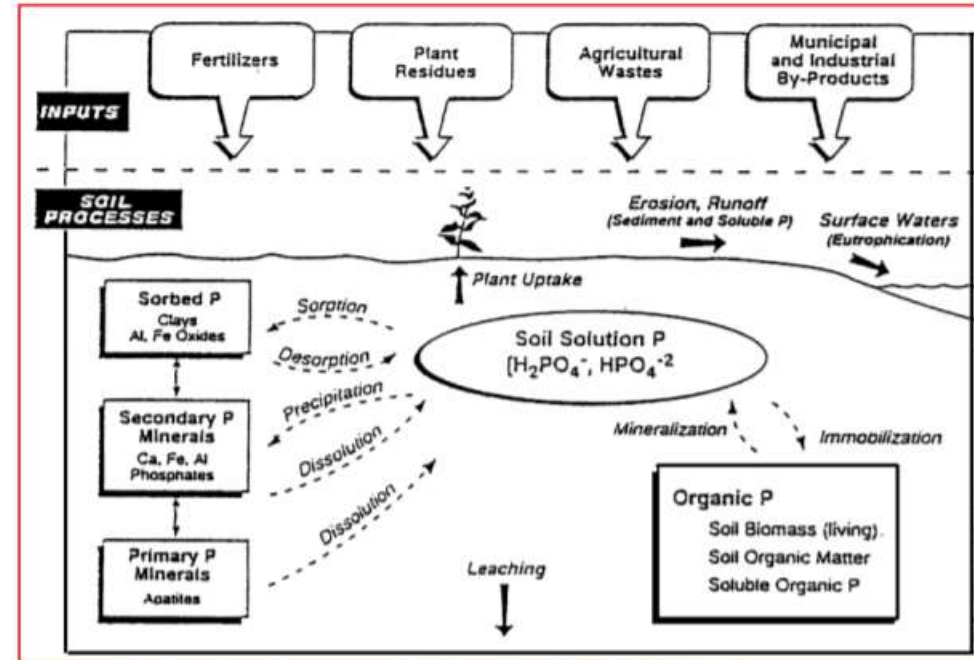 Fertilizers
Plant
Residues
Agricultural
Wastes
Municipal
and Industrial
By-Products
INPUTS
SOIL
PROCESSES
Erosion, Runoff
(Sediment and Soluble P)
Surface Waters
(Eutrophication)
Plant Uptake
Sorbed P
Clays
Al, Fe Oxides
Sorption
Desorption
Soil Solution P
[H₂PO₄⁻, HPO₄⁻²
Precipitation
Secondary P
Minerals
Ca, Fe, Al
Phosphates
Dissolution
Mineralization
Immobilization
Dissolution
Primary P
Minerals
Apatites
Organic P
Soil Biomass (living).
Soil Organic Matter
Soluble Organic P
Leaching